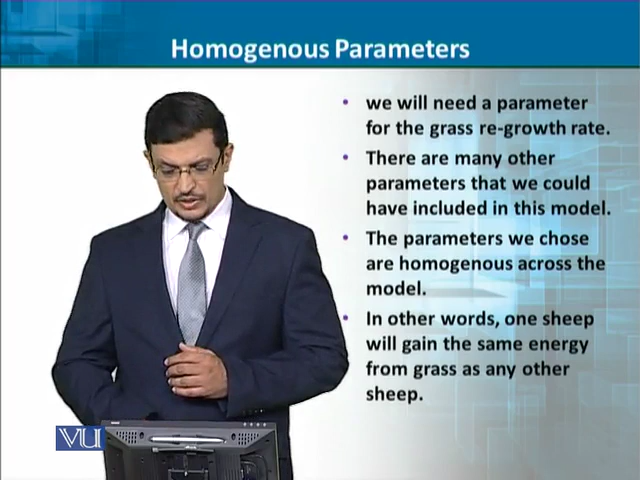 Homogenous Parameters
• we will need a parameter
for the grass re-growth rate.
• There are many other
parameters that we could
have included in this model.
• The parameters we chose
are homogenous across the
model.
• In other words, one sheep
will gain the same energy
from grass as any other
sheep.
VU